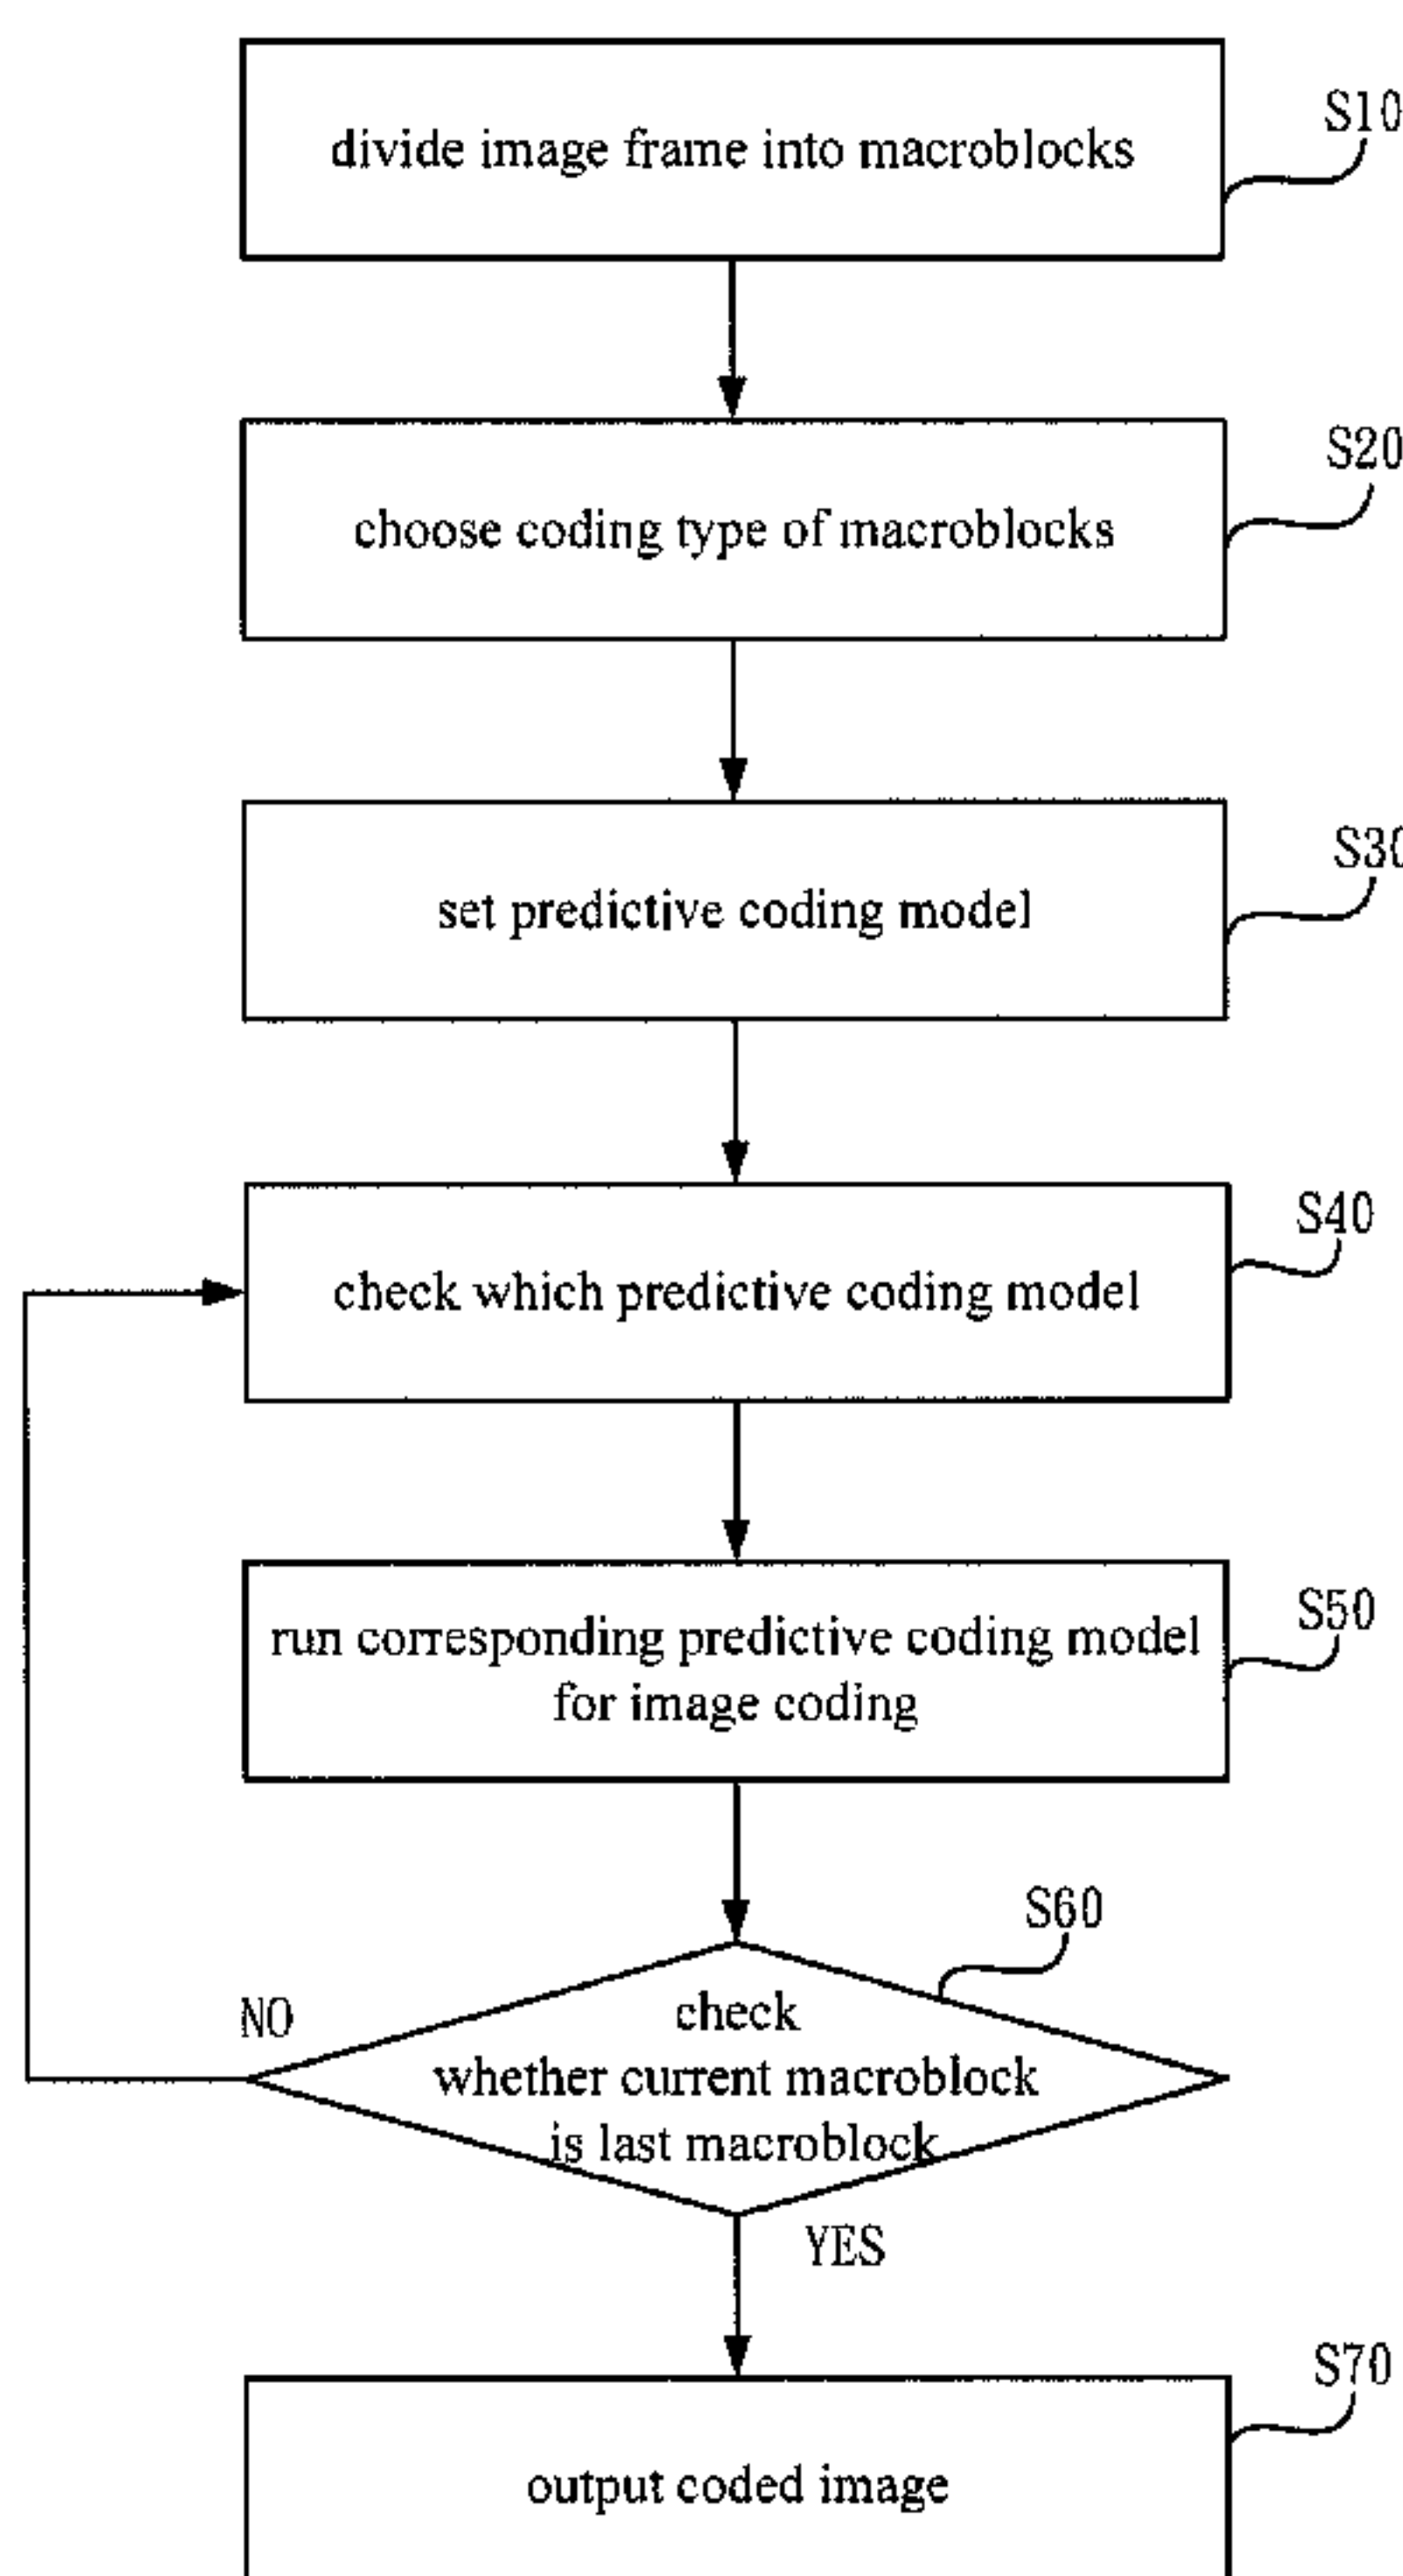 divide image frame into macroblocks
S10
choose coding type of macroblocks
S20
set predictive coding model
S30
check which predictive coding model
S40
run corresponding predictive coding model
for image coding
S50
S60
check
whether current macroblock
is last macroblock
NO
YES
output coded image
S70